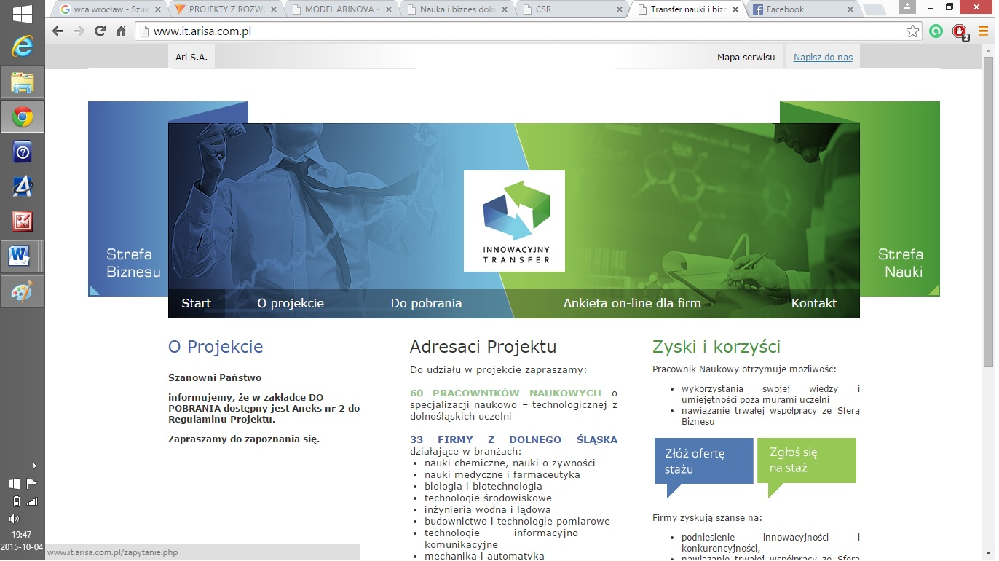 wca wrocław - Szuk
PROJEKTY Z ROZW
MODEL ARINOVA -
Nauka i biznes doln
CSR
Transfer nauki i bizn
Facebook
www.it.arisa.com.pl
2
Ari S.A.
Mapa serwisu
Napisz do nas
Strefa
Biznesu
INNOWACYJNY
TRANSFER
Strefa
Nauki
Start
O projekcie
Do pobrania
Ankieta on-line dla firm
Kontakt
O Projekcie
Szanowni Państwo
informujemy, że w zakładce DO
POBRANIA dostępny jest Aneks nr 2 do
Regulaminu Projektu.
Zapraszamy do zapoznania się.
Adresaci Projektu
Do udziału w projekcie zapraszamy:
60 PRACOWNIKÓW NAUKOWYCH o
specjalizacji naukowo – technologicznej z
dolnośląskich uczelni
33 FIRMY Z DOLNEGO ŚLĄSKA
działające w branżach:
• nauki chemiczne, nauki o żywności
• nauki medyczne i farmaceutyka
• biologia i biotechnologia
• technologie środowiskowe
• inżynieria wodna i lądowa
• budownictwo i technologie pomiarowe
• technologie informacyjno -
komunikacyjne
• mechanika i automatyka
Zyski i korzyści
Pracownik Naukowy otrzymuje możliwość:
• wykorzystania swojej wiedzy i
umiejętności poza murami uczelni
• nawiązanie trwałej współpracy ze Sferą
Biznesu
Złóż ofertę
stażu
Zgłoś się
na staż
Firmy zyskują szansę na:
• podniesienie innowacyjności i
konkurencyjności,
• nawiązanie trwałej współpracy ze Sferą
19:47
2015-10-04
www.it.arisa.com.pl/zapytanie.php